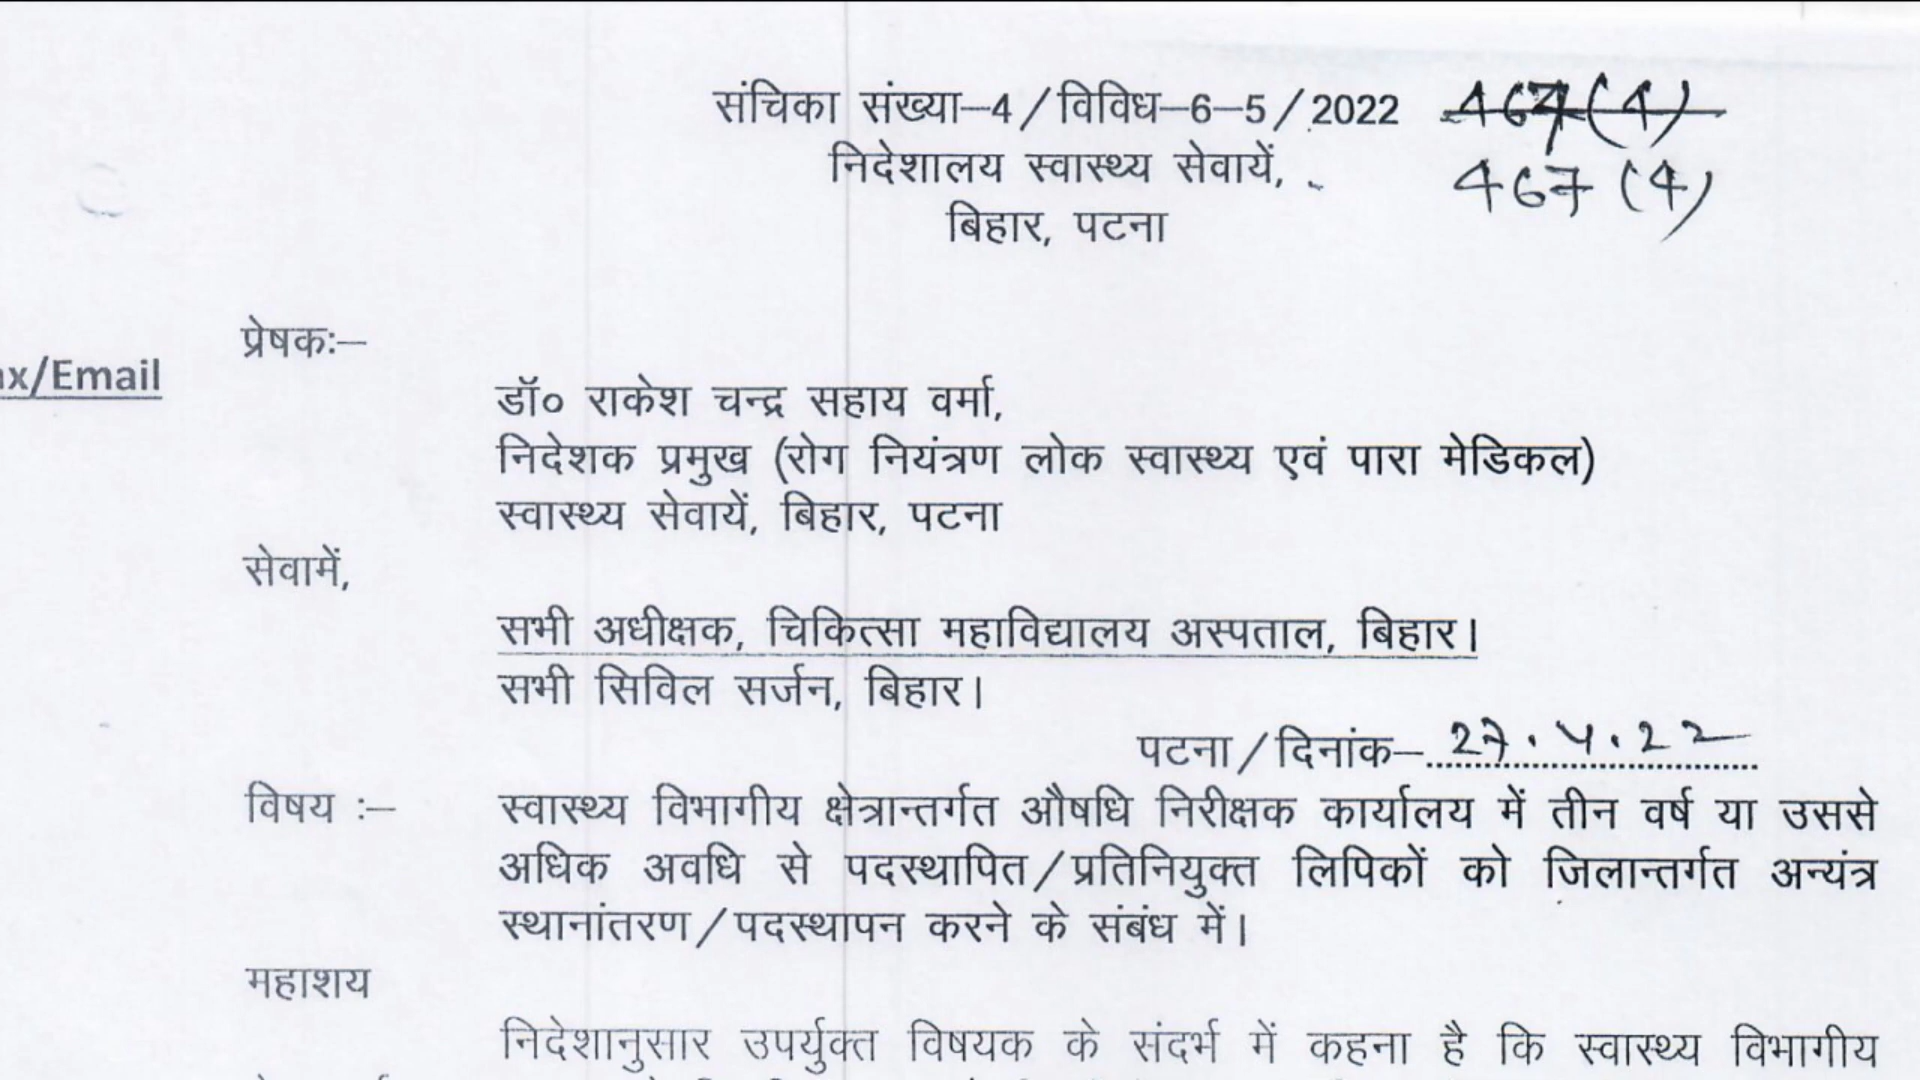 संचिका संख्या–4/विविध–6–5/2022 467(4)
निदेशालय स्वास्थ्य सेवायें, 467 (4)
बिहार, पटना
प्रेषकः–
ax/Email
डॉ० राकेश चन्द्र सहाय वर्मा,
निदेशक प्रमुख (रोग नियंत्रण लोक स्वास्थ्य एवं पारा मेडिकल)
स्वास्थ्य सेवायें, बिहार, पटना
सेवामें,
सभी अधीक्षक, चिकित्सा महाविद्यालय अस्पताल, बिहार।
सभी सिविल सर्जन, बिहार।
पटना/दिनांक–27.4.22
विषय :– स्वास्थ्य विभागीय क्षेत्रान्तर्गत औषधि निरीक्षक कार्यालय में तीन वर्ष या उससे
अधिक अवधि से पदस्थापित/प्रतिनियुक्त लिपिकों को जिलान्तर्गत अन्यंत्र
स्थानांतरण/पदस्थापन करने के संबंध में।
महाशय
निदेशानुसार उपर्युक्त विषयक के संदर्भ में कहना है कि स्वास्थ्य विभागीय